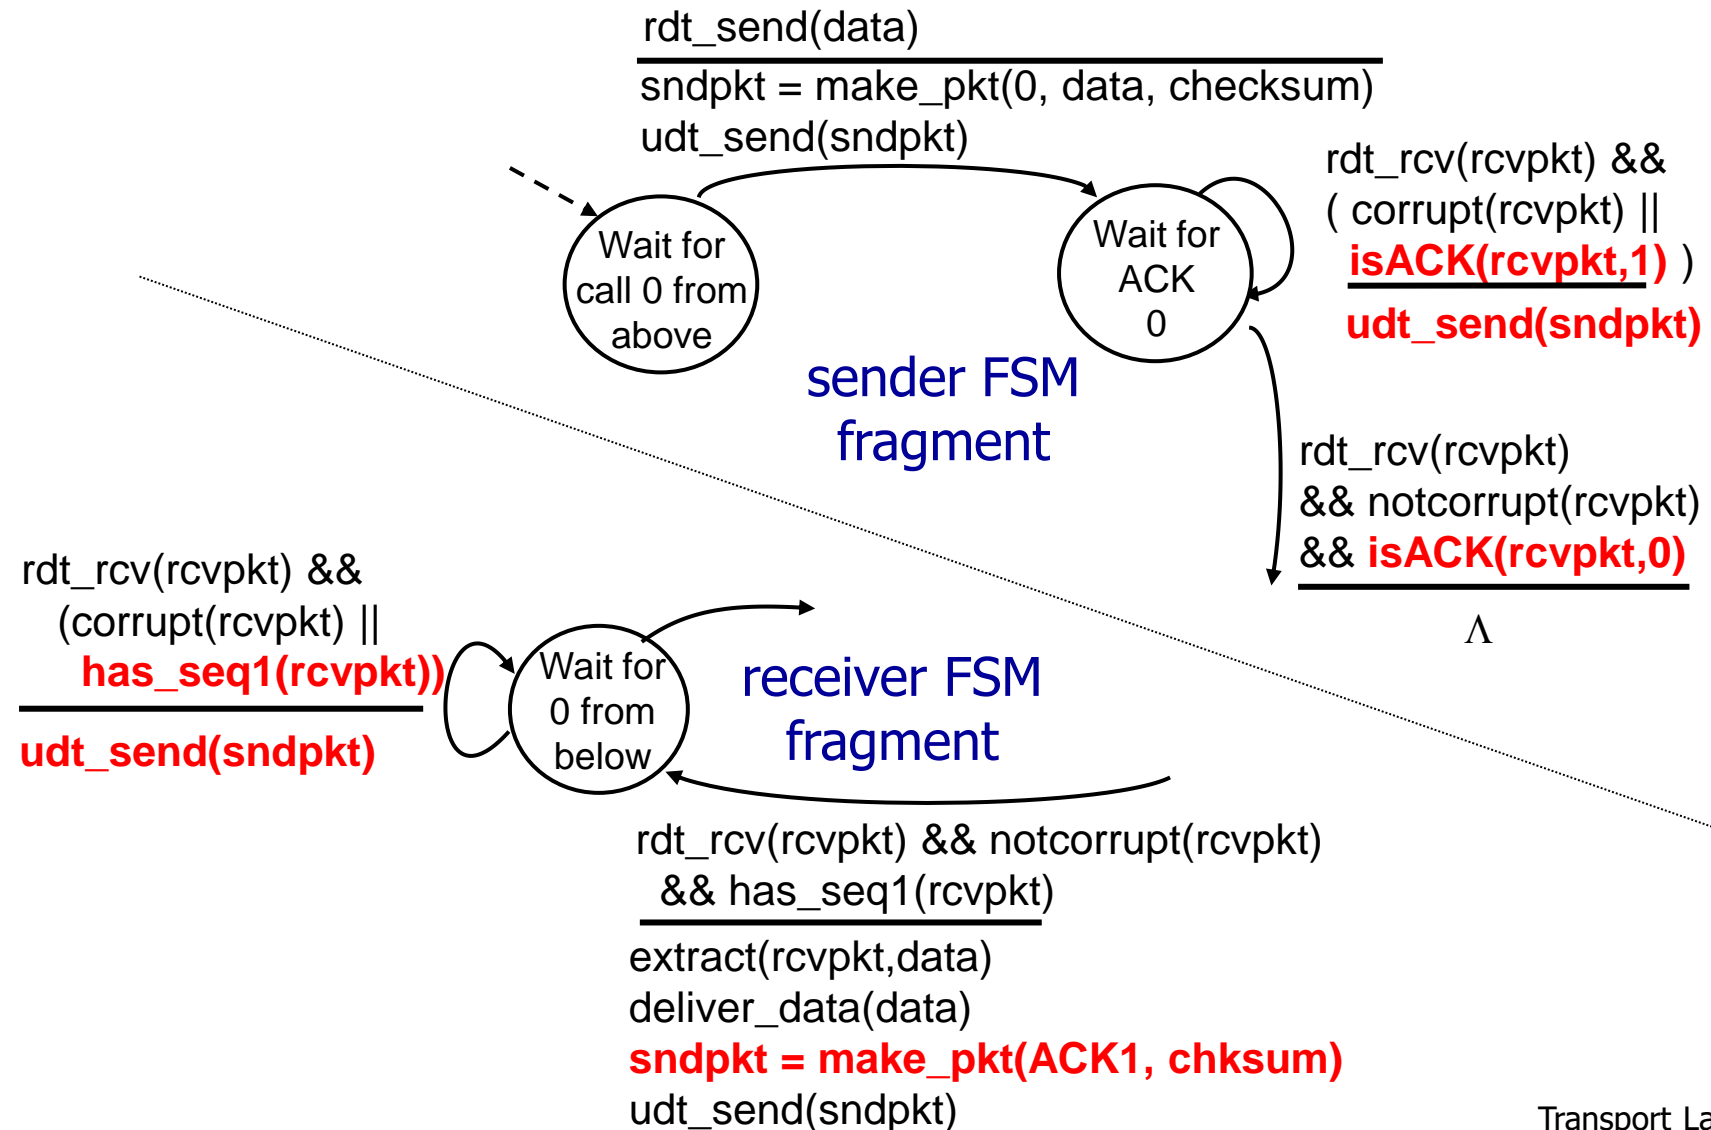 rdt_send(data)
sndpkt = make_pkt(0, data, checksum)
udt_send(sndpkt)
rdt_rcv(rcvpkt) &&
( corrupt(rcvpkt) ||
isACK(rcvpkt,1) )
udt_send(sndpkt)
Wait for
call 0 from
above
Wait for
ACK
0
sender FSM
fragment
rdt_rcv(rcvpkt)
&& notcorrupt(rcvpkt)
&& isACK(rcvpkt,0)
Λ
rdt_rcv(rcvpkt) &&
(corrupt(rcvpkt) ||
has_seq1(rcvpkt))
udt_send(sndpkt)
Wait for
0 from
below
receiver FSM
fragment
rdt_rcv(rcvpkt) && notcorrupt(rcvpkt)
&& has_seq1(rcvpkt)
extract(rcvpkt,data)
deliver_data(data)
sndpkt = make_pkt(ACK1, chksum)
udt_send(sndpkt)
Transport La